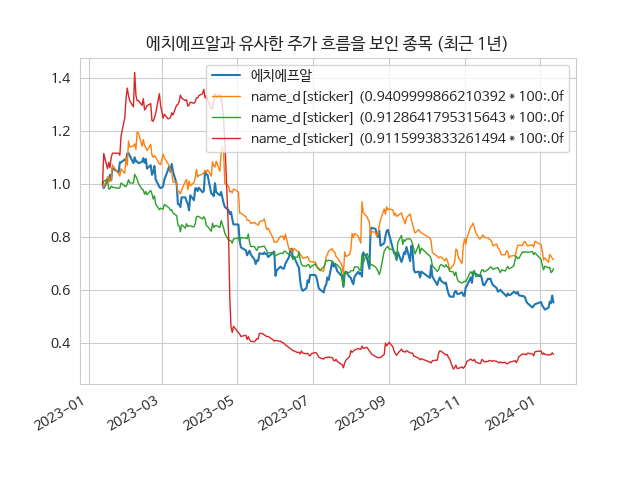 에치에프알과 유사한 주가 흐름을 보인 종목 (최근 1년)
에치에프알
name_d[sticker] (0.9409999866210392*100:.0f
name_d[sticker] (0.9128641795315643*100:.0f
name_d[sticker] (0.9115993833261494*100:.0f
1.4
1.2
1.0
0.8
0.6
0.4
2023-01
2023-03
2023-05
2023-07
2023-09
2023-11
2024-01